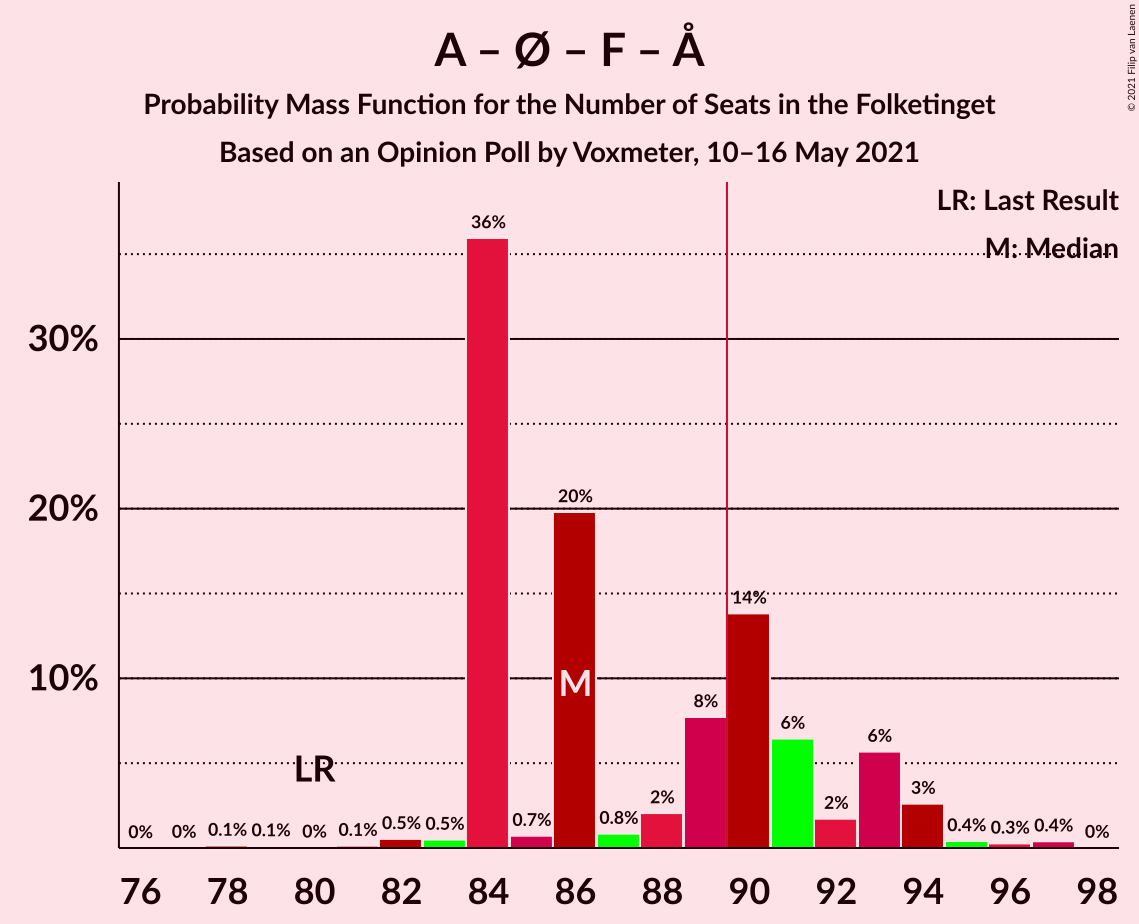 A – Ø – F – Å
Probability Mass Function for the Number of Seats in the Folketinget
Based on an Opinion Poll by Voxmeter, 10–16 May 2021
© 2021 Filip van Laenen
LR: Last Result
M: Median
30%
20%
10%
36%
20%
14%
8%
6%
6%
3%
2%
2%
0% 0% 0.1% 0.1% 0% 0.1% 0.5% 0.5% 0.7% 0.8% 0.4% 0.3% 0.4% 0%
M
LR
76 78 80 82 84 86 88 90 92 94 96 98